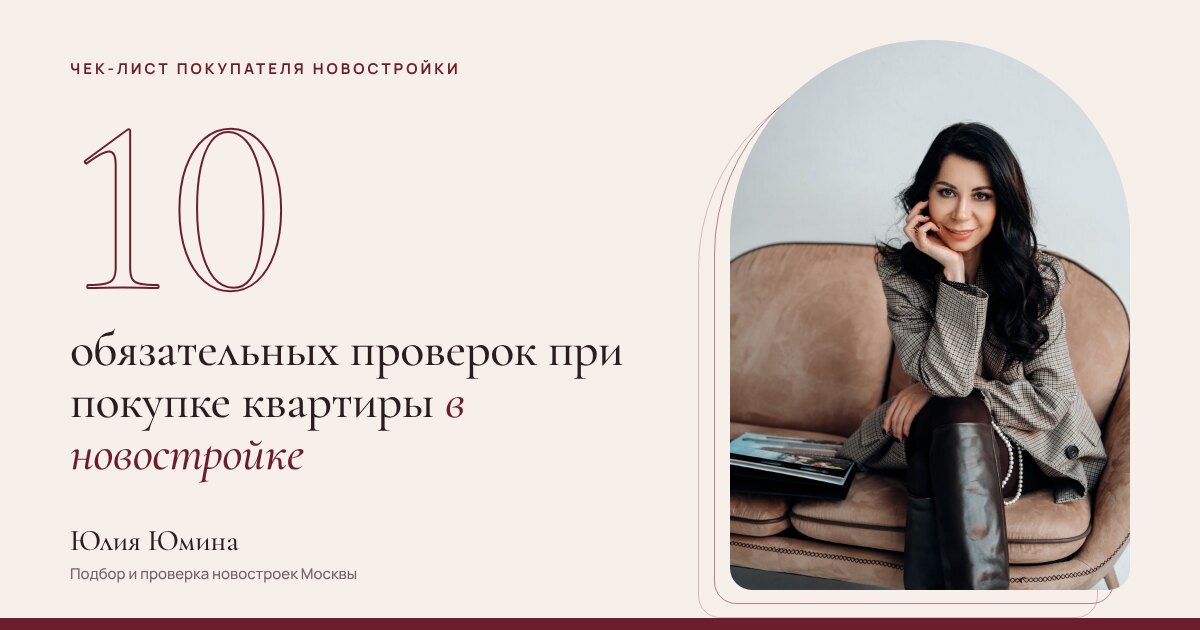 ЧЕК-ЛИСТ ПОКУПАТЕЛЯ НОВОСТРОЙКИ
10
обязательных проверок при
покупке квартиры в
новостройке
Юлия Юмина
Подбор и проверка новостроек Москвы